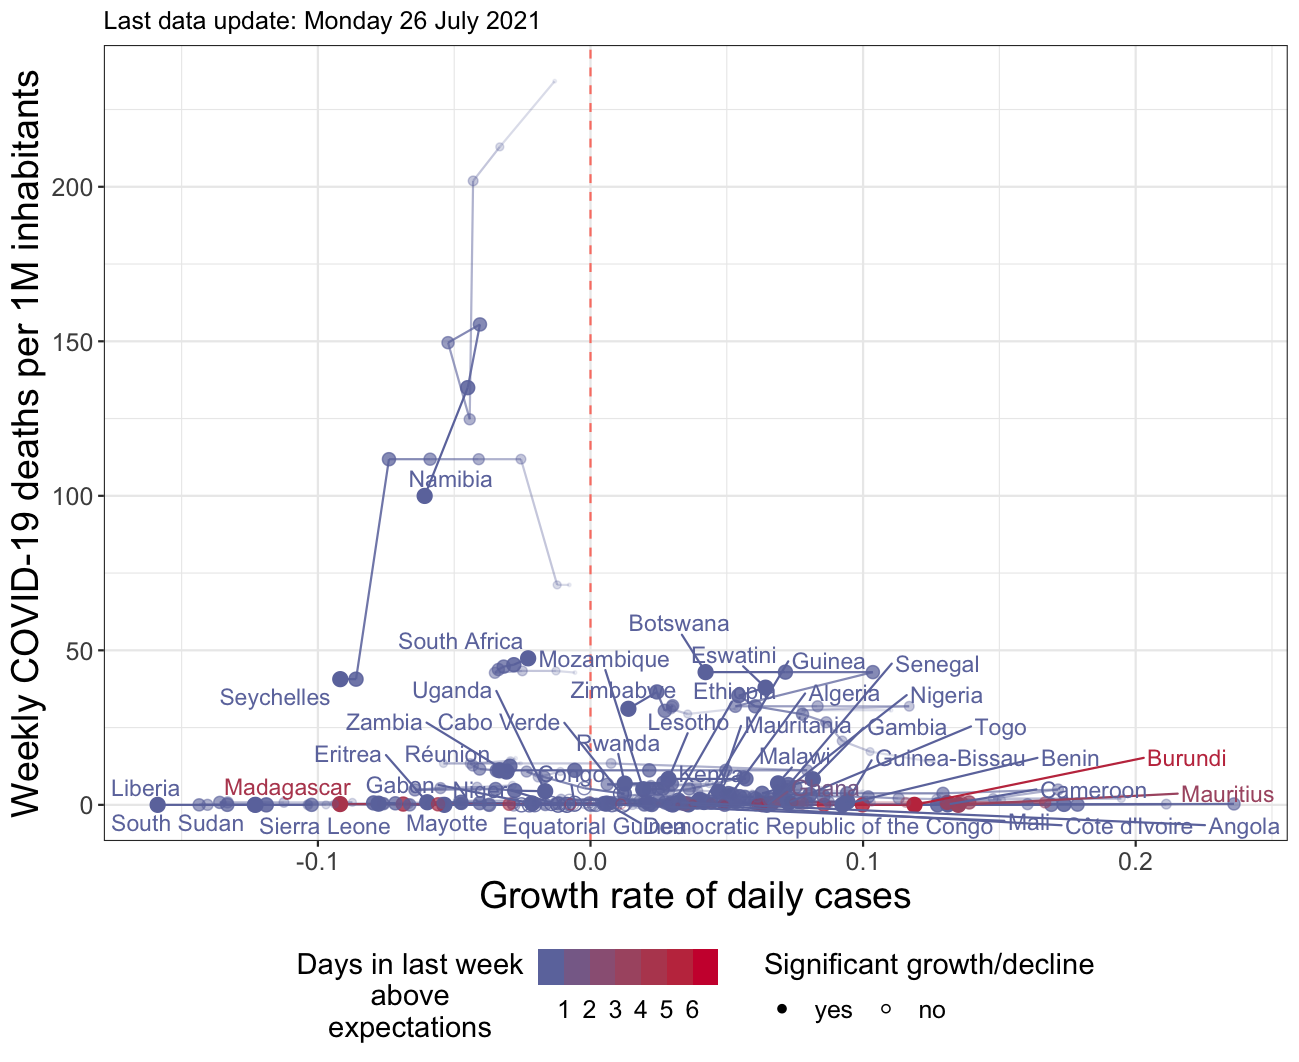 Last data update: Monday 26 July 2021
Weekly COVID-19 deaths per 1M inhabitants
200
150
100
50
0
Namibia
Botswana
South Africa
Mozambique
Eswatini
Guinea
Senegal
Seychelles
Uganda
Zimbabwe
Ethiopia
Algeria
Nigeria
Zambia
Cabo Verde
Lesotho
Mauritania
Gambia
Togo
Rwanda
Eritrea
Réunion
Malawi
Guinea-Bissau
Benin
Burundi
Congo
Kenya
Liberia
Madagascar
Gabon
Niger
Ghana
Cameroon
Mauritius
South Sudan
Sierra Leone
Mayotte
Equatorial Guinea
Democratic Republic of the Congo
Mali
Côte d'Ivoire
Angola
-0.1
0.0
0.1
0.2
Growth rate of daily cases
Days in last week
above
expectations
1 2 3 4 5 6
Significant growth/decline
yes
no